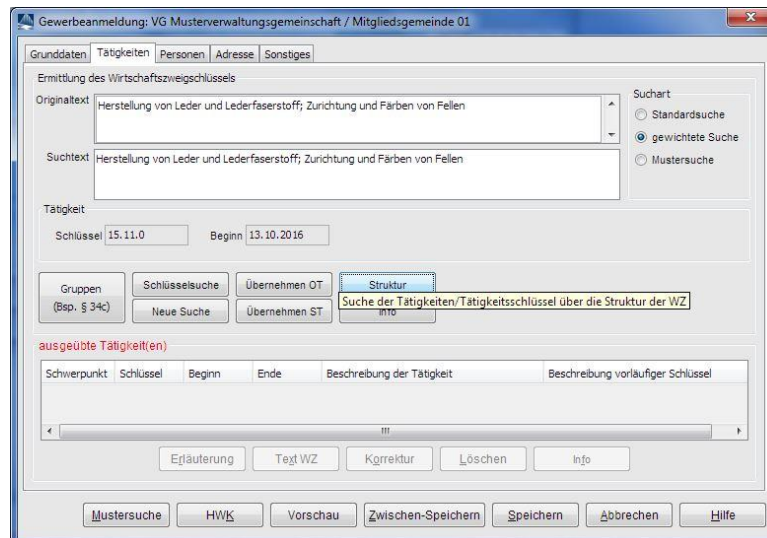 Gewerbeanmeldung: VG Musterverwaltungsgemeinschaft / Mitgliedsgemeinde 01
Grunddaten Tätigkeiten Personen Adresse Sonstiges
Ermittlung des Wirtschaftszweigschlüssels
Originaltext Herstellung von Leder und Lederfaserstoff; Zurichtung und Färben von Fellen
Suchtext Herstellung von Leder und Lederfaserstoff; Zurichtung und Färben von Fellen
Suchart
Standardsuche
gewichtete Suche
Mustersuche
Tätigkeit
Schlüssel 15.11.0 Beginn 13.10.2016
Gruppen
(Bsp. § 34c)
Schlüsselsuche Übernehmen OT Struktur
Neue Suche Übernehmen ST Info
Suche der Tätigkeiten/Tätigkeitsschlüssel über die Struktur der WZ
ausgeübte Tätigkeit(en)
Schwerpunkt Schlüssel Beginn Ende Beschreibung der Tätigkeit Beschreibung vorläufiger Schlüssel
Erläuterung Text WZ Korrektur Löschen Info
Mustersuche HWK Vorschau Zwischen-Speichern Speichern Abbrechen Hilfe